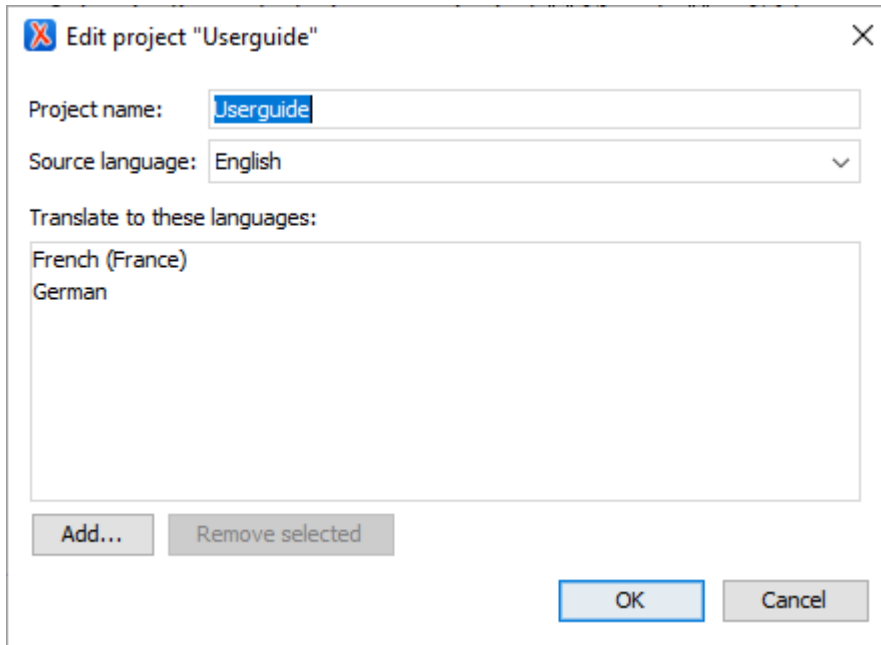 Edit project "Userguide"
Project name: Userguide
Source language: English
Translate to these languages:
French (France)
German
Add... Remove selected
OK Cancel